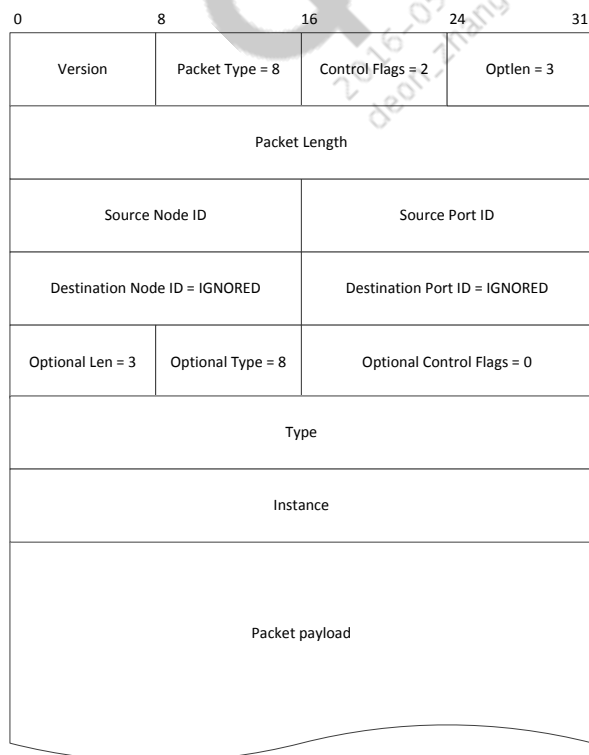 0 8 16 24 31
Version Packet Type = 8 Control Flags = 2 Optlen = 3
Packet Length
Source Node ID Source Port ID
Destination Node ID = IGNORED Destination Port ID = IGNORED
Optional Len = 3 Optional Type = 8 Optional Control Flags = 0
Type
Instance
Packet payload